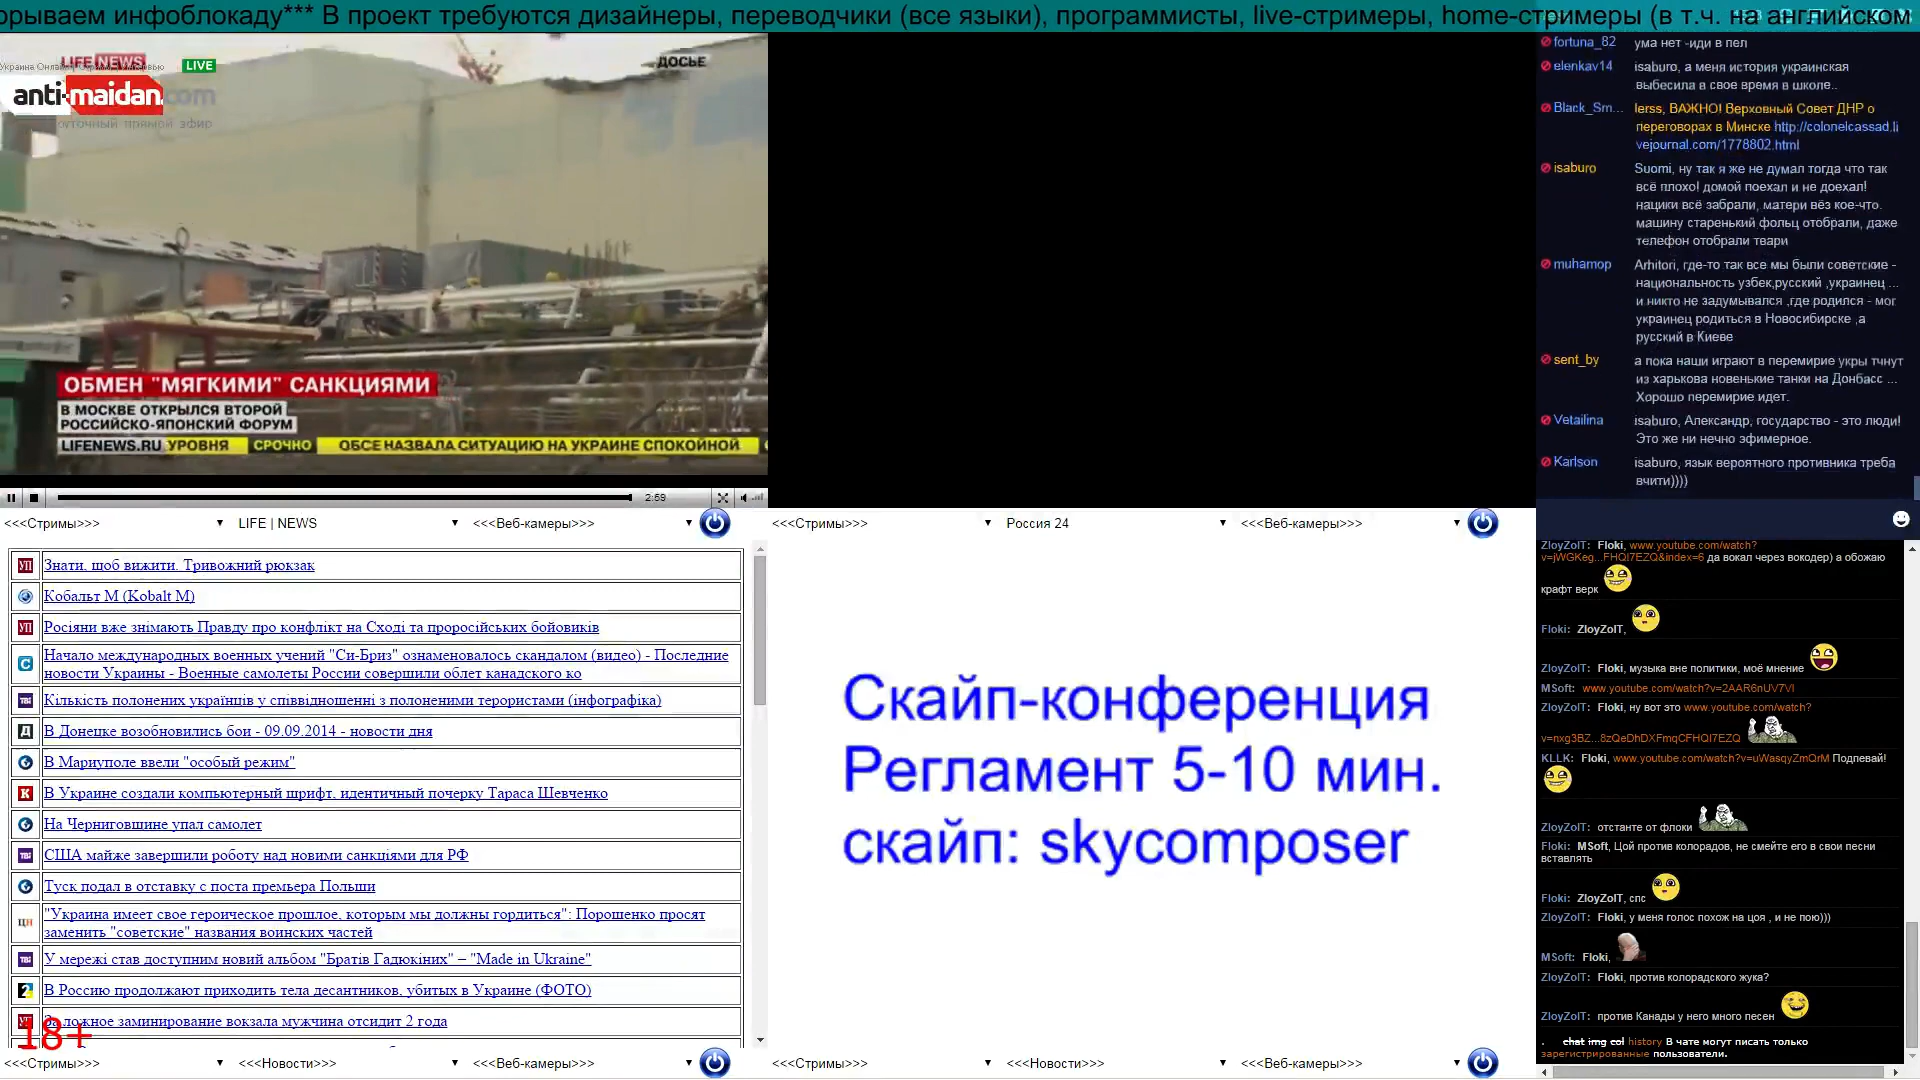 орываем инфоблокаду*** В проект требуются дизайнеры, переводчики (все языки), программисты, live-стримеры, home-стримеры (в т.ч. на английском
LIFE NEWS
LIVE
ДОСЬЕ
anti-maidan.com
ОБМЕН "МЯГКИМИ" САНКЦИЯМИ
В МОСКВЕ ОТКРЫЛСЯ ВТОРОЙ
РОССИЙСКО-ЯПОНСКИЙ ФОРУМ
LIFENEWS.RU УРОВНЯ СРОЧНО ОБСЕ НАЗВАЛА СИТУАЦИЮ НА УКРАИНЕ СПОКОЙНОЙ
2:59
<<<Стримы>>> LIFE | NEWS <<<Веб-камеры>>>
<<<Стримы>>> Россия 24 <<<Веб-камеры>>>
Знати, щоб вижити. Тривожний рюкзак
Кобальт М (Kobalt M)
Росіяни вже знімають Правду про конфлікт на Сході та проросійських бойовиків
Начало международных военных учений "Си-Бриз" ознаменовалось скандалом (видео) - Последние
новости Украины - Военные самолеты России совершили облет канадского ко
Кількість полонених українців у співвідношенні з полоненими терористами (інфографіка)
В Донецке возобновились бои - 09.09.2014 - новости дня
В Мариуполе ввели "особый режим"
В Украине создали компьютерный шрифт, идентичный почерку Тараса Шевченко
На Черниговщине упал самолет
США майже завершили роботу над новими санкціями для РФ
Туск подал в отставку с поста премьера Польши
"Украина имеет свое героическое прошлое, которым мы должны гордиться": Порошенко просят
заменить "советские" названия воинских частей
У мережі став доступним новий альбом "Братів Гадюкіних" – "Made in Ukraine"
В Россию продолжают приходить тела десантников, убитых в Украине (ФОТО)
За ложное заминирование вокзала мужчина отсидит 2 года
18+
<<<Стримы>>> <<<Новости>>> <<<Веб-камеры>>>
Скайп-конференция
Регламент 5-10 мин.
скайп: skycomposer
<<<Стримы>>> <<<Новости>>> <<<Веб-камеры>>>
fortuna_82 ума нет -иди в пел
elenkav14 isaburo, а меня история украинская
выбесила в свое время в школе..
Black_Sm... lerss, ВАЖНО! Верховный Совет ДНР о
переговорах в Минске http://colonelcassad.li
vejournal.com/1778802.html
isaburo Suomi, ну так я же не думал тогда что так
всё плохо! домой поехал и не доехал!
нацики всё забрали, матери вёз кое-что.
машину старенький фольц отобрали, даже
телефон отобрали твари
muhamop Arhitori, где-то так все мы были советские -
национальность узбек,русский ,украинец ...
и никто не задумывался ,где родился - мог
украинец родиться в Новосибирске ,а
русский в Киеве
sent_by а пока наши играют в перемирие укры тчнут
из харькова новенькие танки на Донбасс ...
Хорошо перемирие идет.
Vetailina isaburo, Александр, государство - это люди!
Это же ни нечно эфимерное.
Karlson isaburo, язык вероятного противника треба
вчити))))
ZloyZolT: Floki, www.youtube.com/watch?
v=jWGKeg...FHQI7EZQ&index=6 да вокал через вокодер) а обожаю
крафт верк
Floki: ZloyZolT,
ZloyZolT: Floki, музыка вне политики, моё мнение
MSoft: www.youtube.com/watch?v=2AAR6nUV7VI
ZloyZolT: Floki, ну вот это www.youtube.com/watch?
v=nxg3BZ...8zQeDhDXFmqCFHQI7EZQ
KLLK: Floki, www.youtube.com/watch?v=uWasqyZmQrM Подпевай!
ZloyZolT: отстанте от флоки
Floki: MSoft, Цой против колорадов, не смейте его в свои песни
вставлять
Floki: ZloyZolT, спс
ZloyZolT: Floki, у меня голос похож на цоя , и не пою)))
MSoft: Floki,
ZloyZolT: Floki, против колорадского жука?
ZloyZolT: против Канады у него много песен
. chat img col history В чате могут писать только
зарегистрированные пользователи.